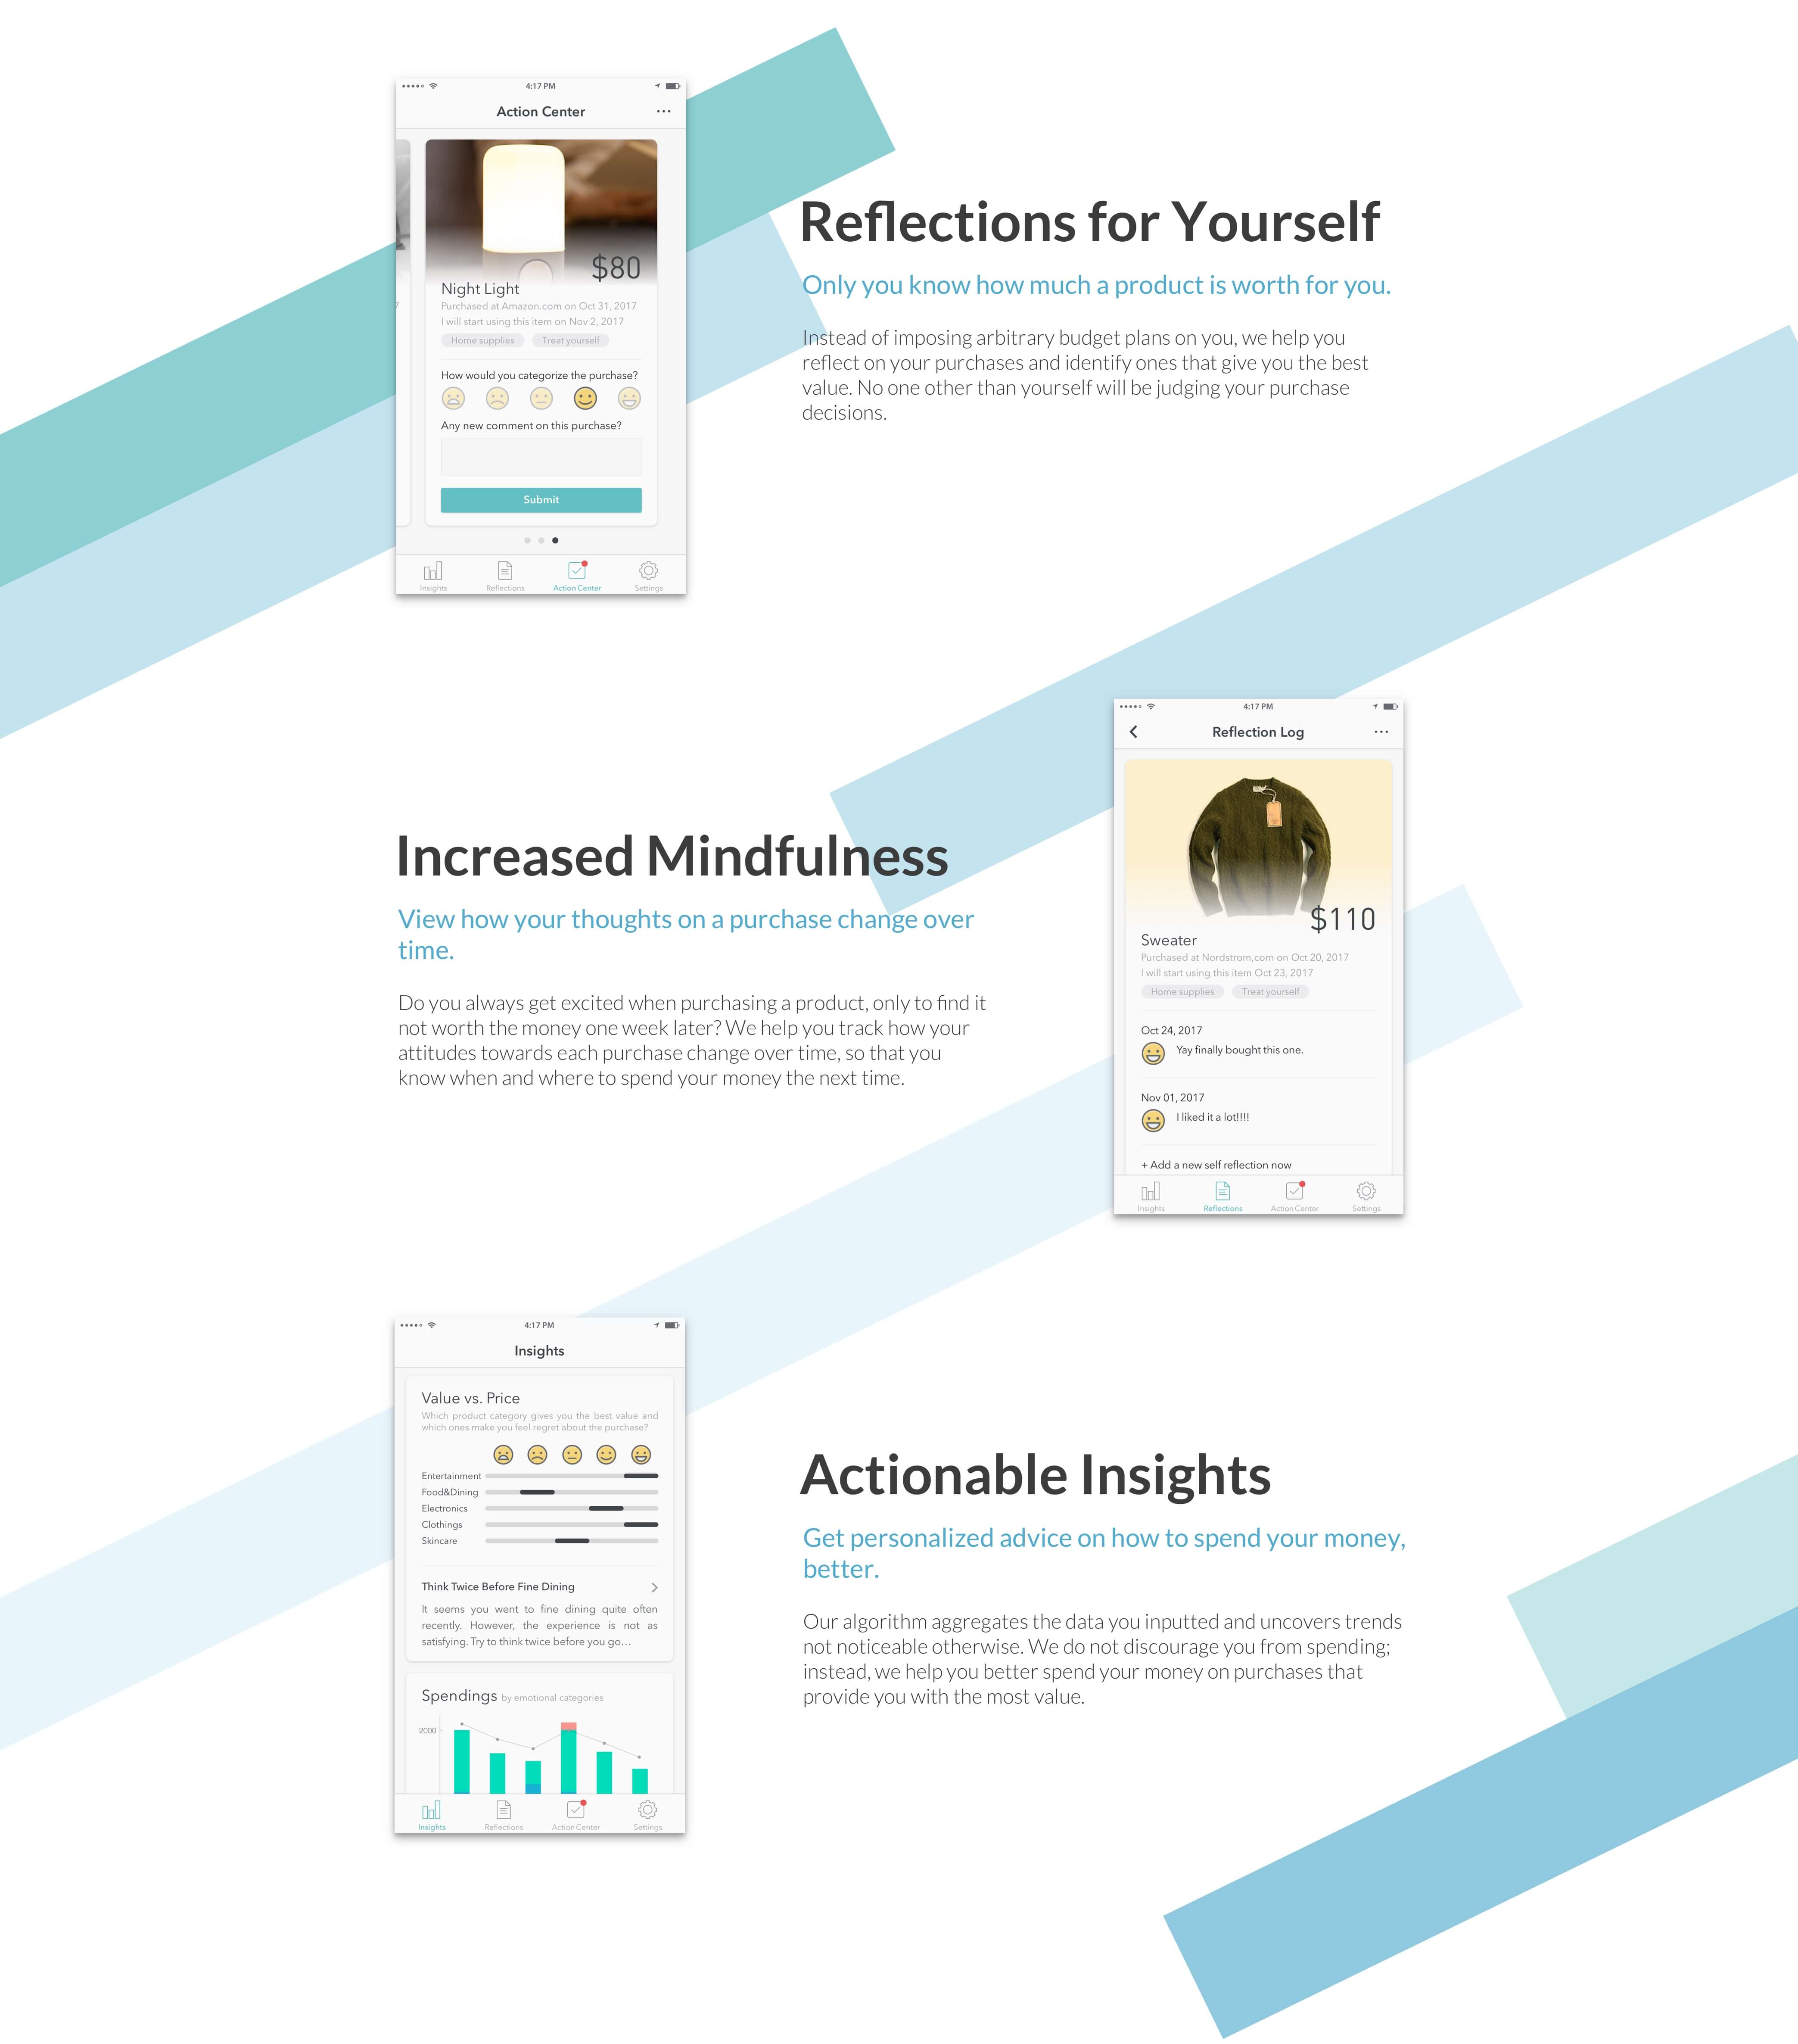 4:17 PM
Action Center
$80
Night Light
Purchased at Amazon.com on Oct 31, 2017
I will start using this item on Nov 2, 2017
Home supplies Treat yourself
How would you categorize the purchase?
Any new comment on this purchase?
Submit
Insights Reflections Action Center Settings
Reflections for Yourself
Only you know how much a product is worth for you.
Instead of imposing arbitrary budget plans on you, we help you
reflect on your purchases and identify ones that give you the best
value. No one other than yourself will be judging your purchase
decisions.
Increased Mindfulness
View how your thoughts on a purchase change over
time.
Do you always get excited when purchasing a product, only to find it
not worth the money one week later? We help you track how your
attitudes towards each purchase change over time, so that you
know when and where to spend your money the next time.
4:17 PM
Reflection Log
$110
Sweater
Purchased at Nordstrom,com on Oct 20, 2017
I will start using this item Oct 23, 2017
Home supplies Treat yourself
Oct 24, 2017
Yay finally bought this one.
Nov 01, 2017
I liked it a lot!!!!
+ Add a new self reflection now
Insights Reflections Action Center Settings
4:17 PM
Insights
Value vs. Price
Which product category gives you the best value and
which ones make you feel regret about the purchase?
Entertainment
Food&Dining
Electronics
Clothings
Skincare
Think Twice Before Fine Dining
It seems you went to fine dining quite often
recently. However, the experience is not as
satisfying. Try to think twice before you go...
Spendings by emotional categories
2000
Insights Reflections Action Center Settings
Actionable Insights
Get personalized advice on how to spend your money,
better.
Our algorithm aggregates the data you inputted and uncovers trends
not noticeable otherwise. We do not discourage you from spending;
instead, we help you better spend your money on purchases that
provide you with the most value.